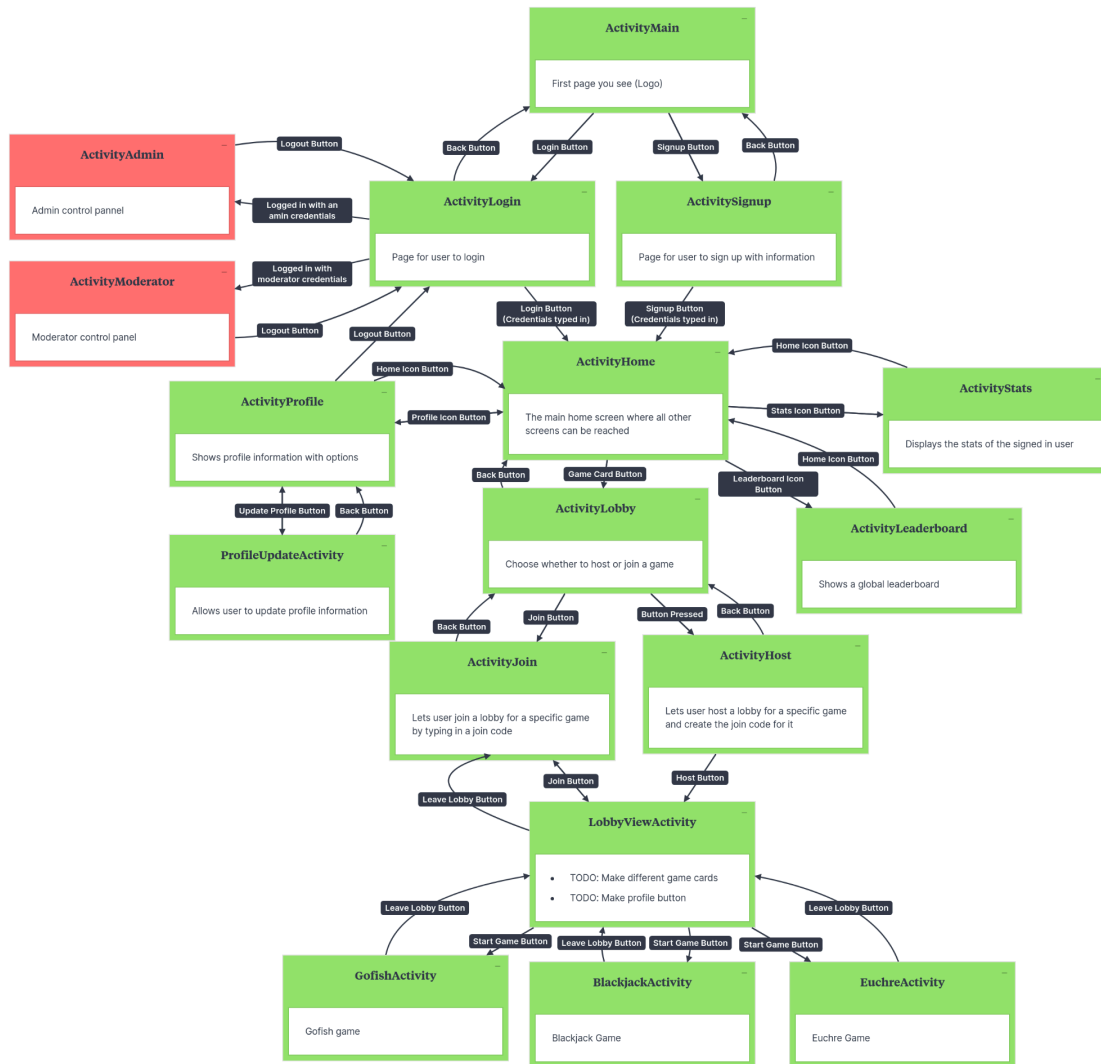 ActivityMain
First page you see (Logo)
Logout Button
Back Button
Login Button
Signup Button
Back Button
ActivityAdmin
Admin control pannel
Logged in with an
amin credentials
ActivityLogin
Page for user to login
ActivitySignup
Page for user to sign up with information
ActivityModerator
Moderator control panel
Logged in with
moderator credentials
Logout Button
Logout Button
Login Button
(Credentials typed in)
Signup Button
(Credentials typed in)
Home Icon Button
Home Icon Button
ActivityHome
The main home screen where all other
screens can be reached
ActivityProfile
Shows profile information with options
Profile Icon Button
Stats Icon Button
ActivityStats
Displays the stats of the signed in user
Home Icon Button
Back Button
Game Card Button
Leaderboard Icon
Button
Update Profile Button
Back Button
ActivityLobby
Choose whether to host or join a game
ActivityLeaderboard
Shows a global leaderboard
ProfileUpdateActivity
Allows user to update profile information
Back Button
Join Button
Button Pressed
Back Button
ActivityJoin
Lets user join a lobby for a specific game
by typing in a join code
ActivityHost
Lets user host a lobby for a specific game
and create the join code for it
Leave Lobby Button
Join Button
Host Button
LobbyViewActivity
• TODO: Make different game cards
• TODO: Make profile button
Leave Lobby Button
Leave Lobby Button
Start Game Button
Leave Lobby Button
Start Game Button
Start Game Button
GofishActivity
Gofish game
BlackjackActivity
Blackjack Game
EuchreActivity
Euchre Game